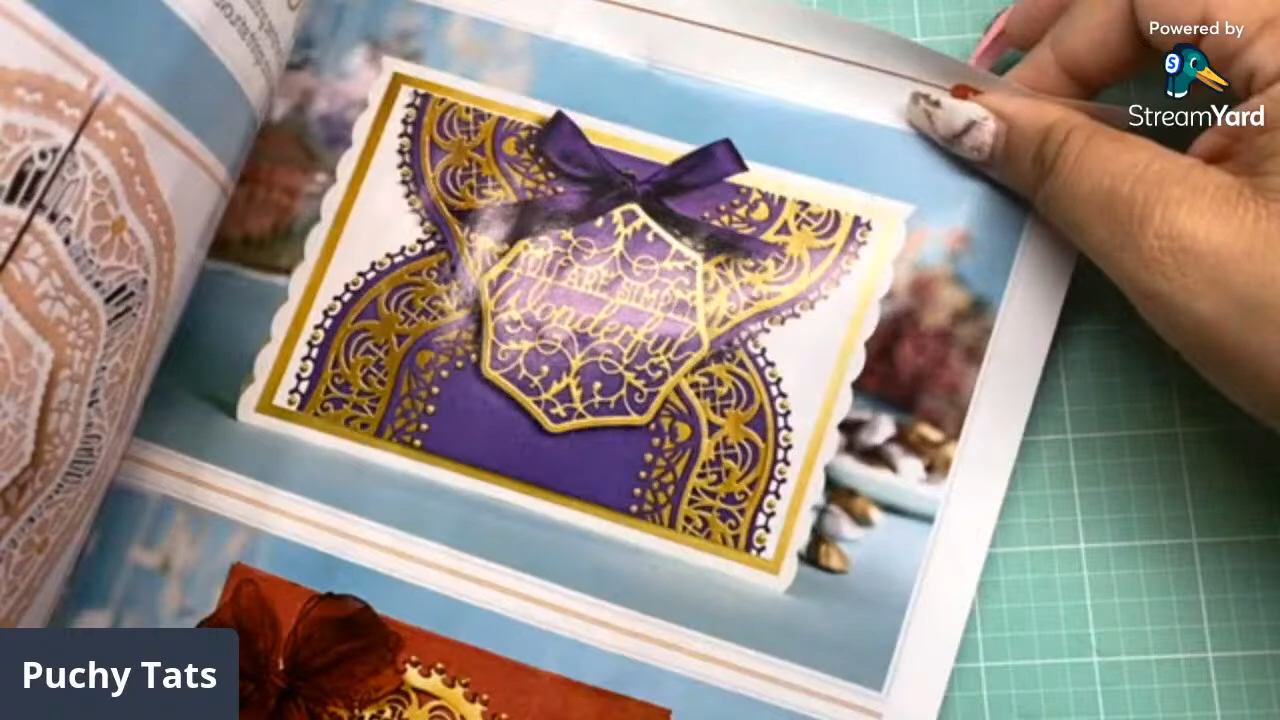 Powered by
StreamYard
YOU ARE SIMPLY
Wonderful
Puchy Tats